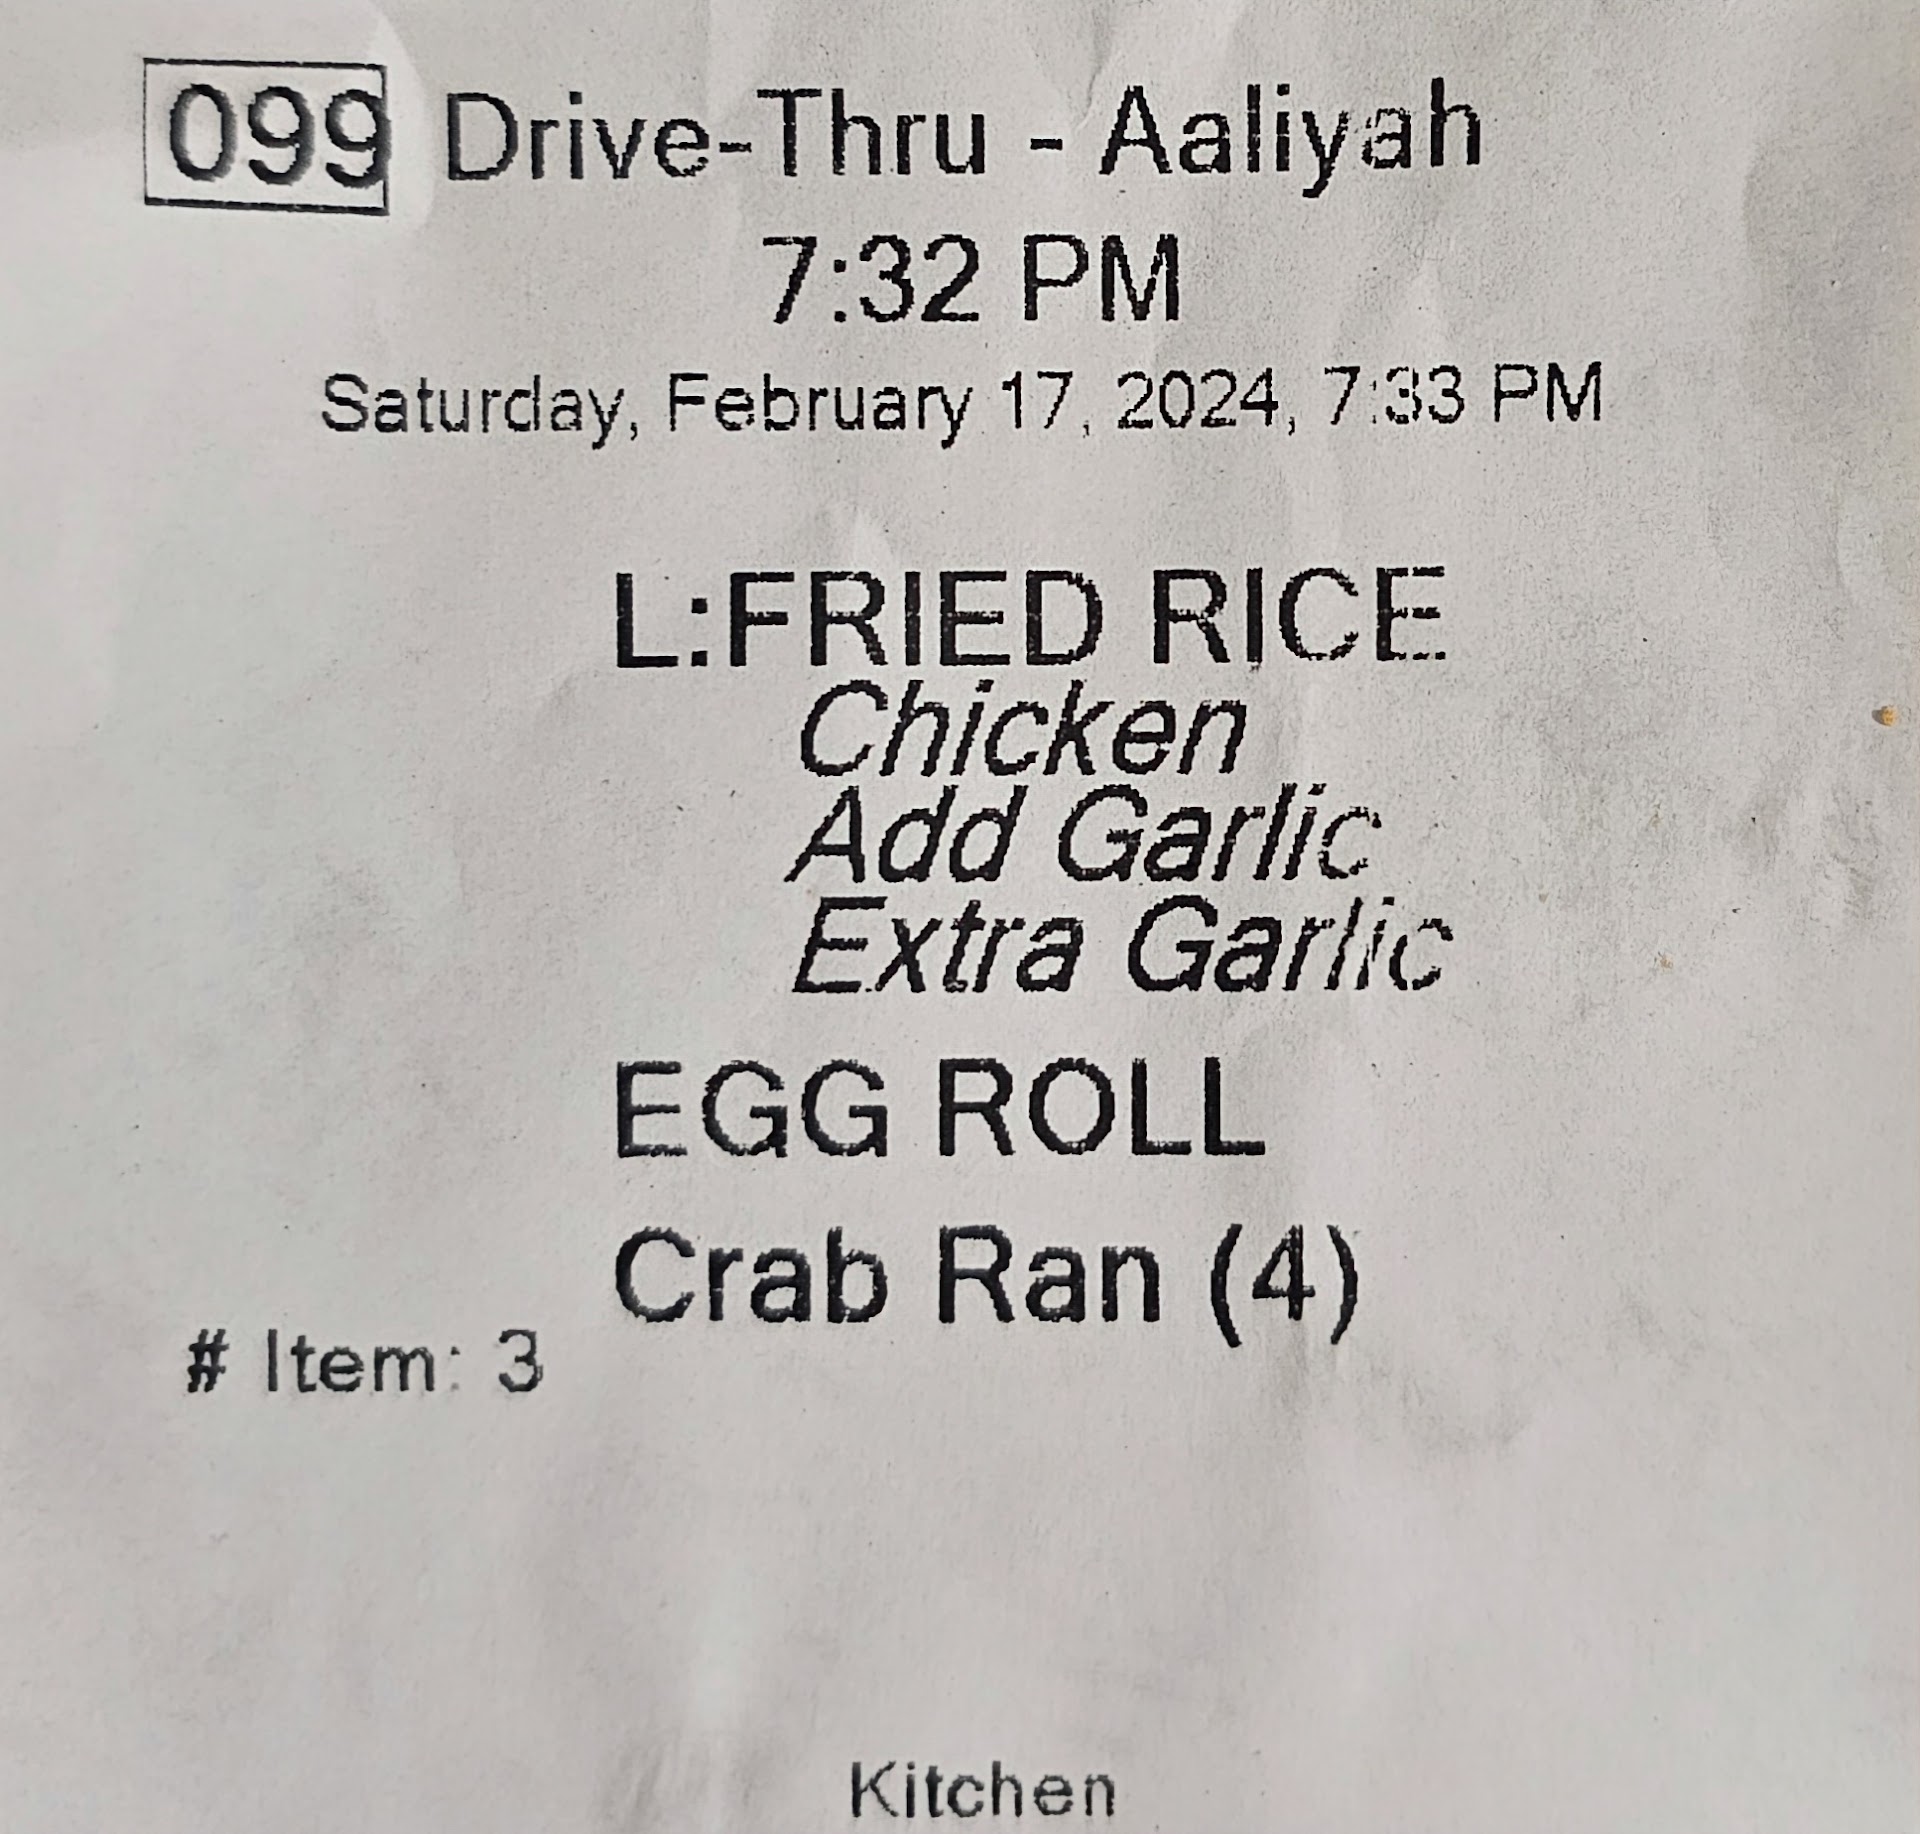 099 Drive-Thru - Aaliyah
7:32 PM
Saturday, February 17, 2024, 7:33 PM
L:FRIED RICE
Chicken
Add Garlic
Extra Garlic
EGG ROLL
Crab Ran (4)
# Item: 3
Kitchen